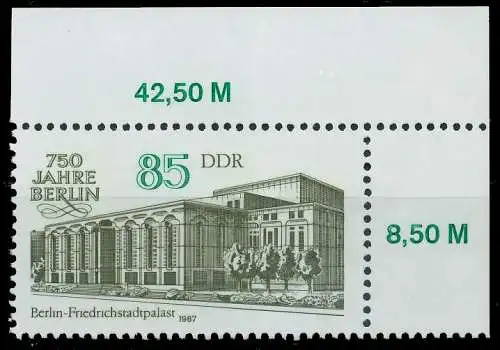 42,50 M
750
JAHRE
BERLIN
85 DDR
8,50 M
Berlin-Friedrichstadtpalast 1987